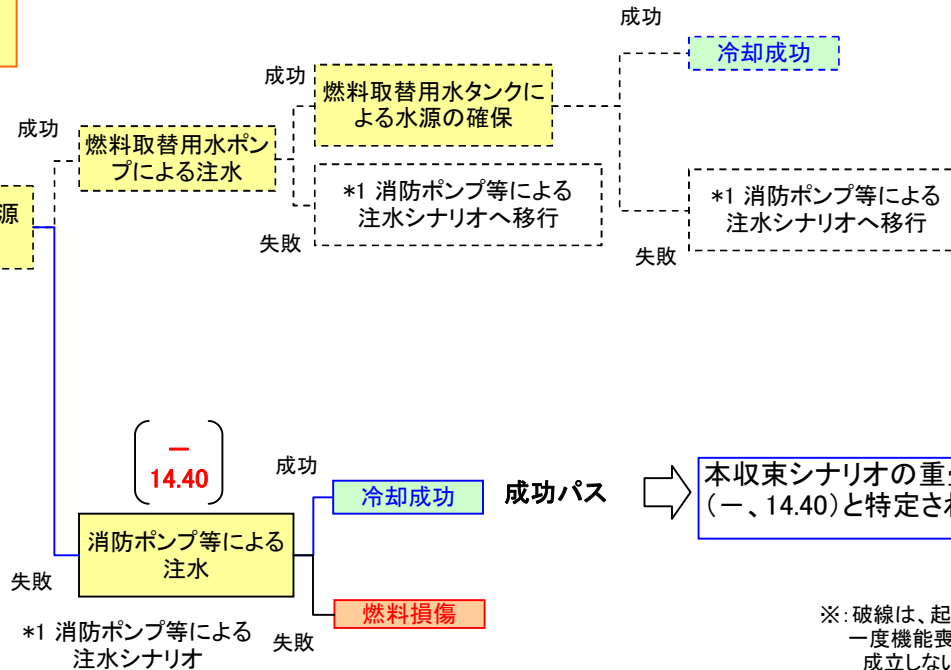 成功
冷却成功
成功
燃料取替用水タンクに
よる水源の確保
成功
燃料取替用水ポン
プによる注水
*1 消防ポンプ等による
注水シナリオへ移行
*1 消防ポンプ等による
注水シナリオへ移行
源
失敗
失敗
－
14.40
成功
冷却成功
成功パス
本収束シナリオの重
(－、14.40)と特定さ
消防ポンプ等による
注水
失敗
燃料損傷
失敗
*1 消防ポンプ等による
注水シナリオ
※:破線は、起
一度機能喪
成立しない